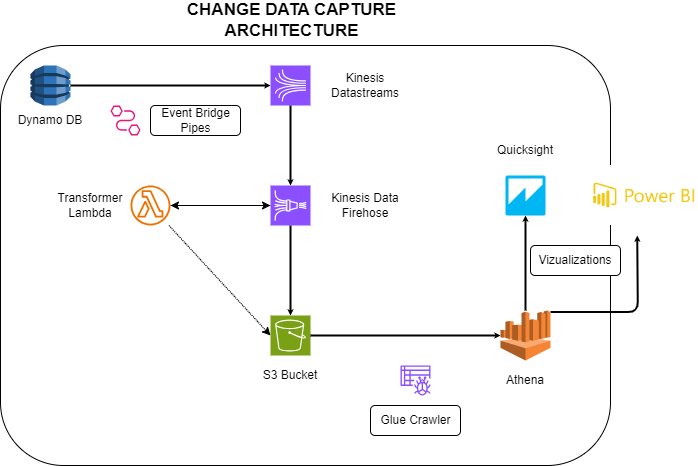 CHANGE DATA CAPTURE
ARCHITECTURE
Dynamo DB
Event Bridge
Pipes
Kinesis
Datastreams
Transformer
Lambda
Kinesis Data
Firehose
Quicksight
Power BI
Vizualizations
S3 Bucket
Athena
Glue Crawler